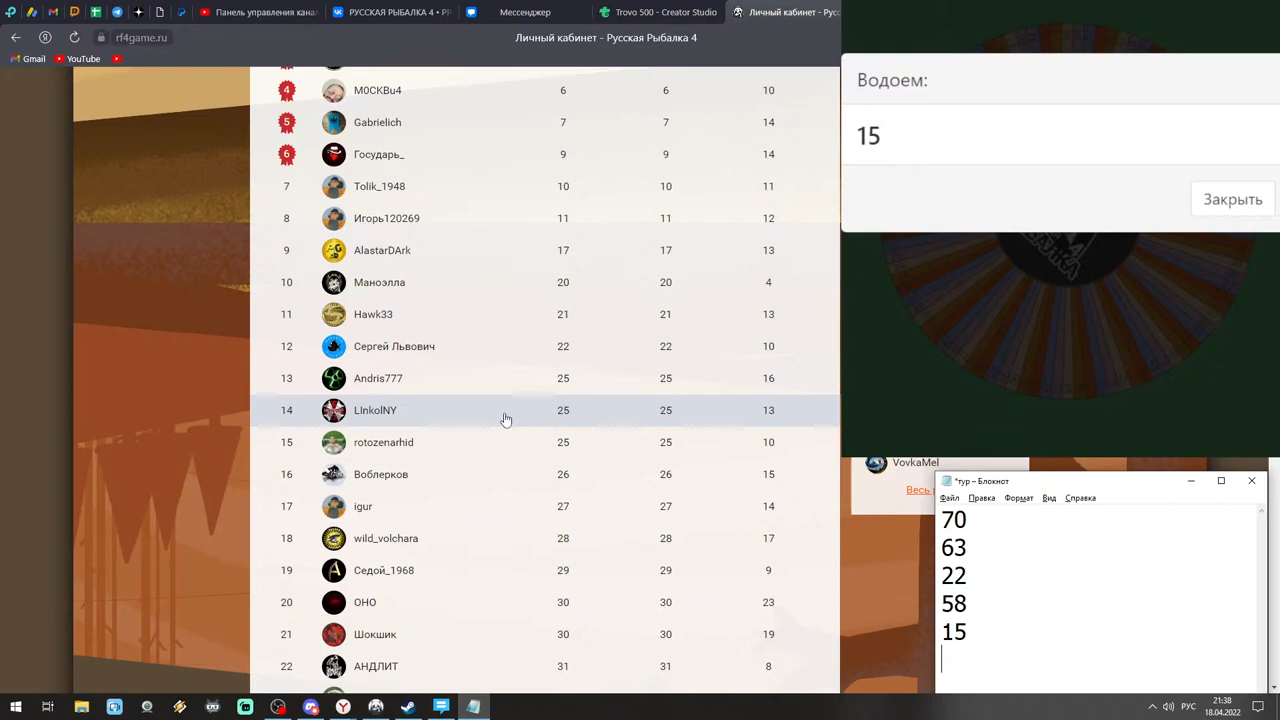 Панель управления кана
РУССКАЯ РЫБАЛКА 4 • Р
Мессенджер
Trovo 500 - Creator Studio
Личный кабинет - Русс
rf4game.ru
Личный кабинет - Русская Рыбалка 4
Gmail
YouTube
4 M0CKBu4 6 6 10
5 Gabrielich 7 7 14
6 Государь_ 9 9 14
7 Tolik_1948 10 10 11
8 Игорь120269 11 11 12
9 AlastarDArk 17 17 13
10 Маноэлла 20 20 4
11 Hawk33 21 21 13
12 Сергей Львович 22 22 10
13 Andris777 25 25 16
14 LInkolNY 25 25 13
15 rotozenarhid 25 25 10
16 Воблерков 26 26 15
17 igur 27 27 14
18 wild_volchara 28 28 17
19 Седой_1968 29 29 9
20 ОНО 30 30 23
21 Шокшик 30 30 19
22 АНДЛИТ 31 31 8
Водоем:
15
Закрыть
VovkaMel
Весь р
*тур – Блокнот
Файл Правка Формат Вид Справка
70
63
22
58
15
РУС
21:38
18.04.2022